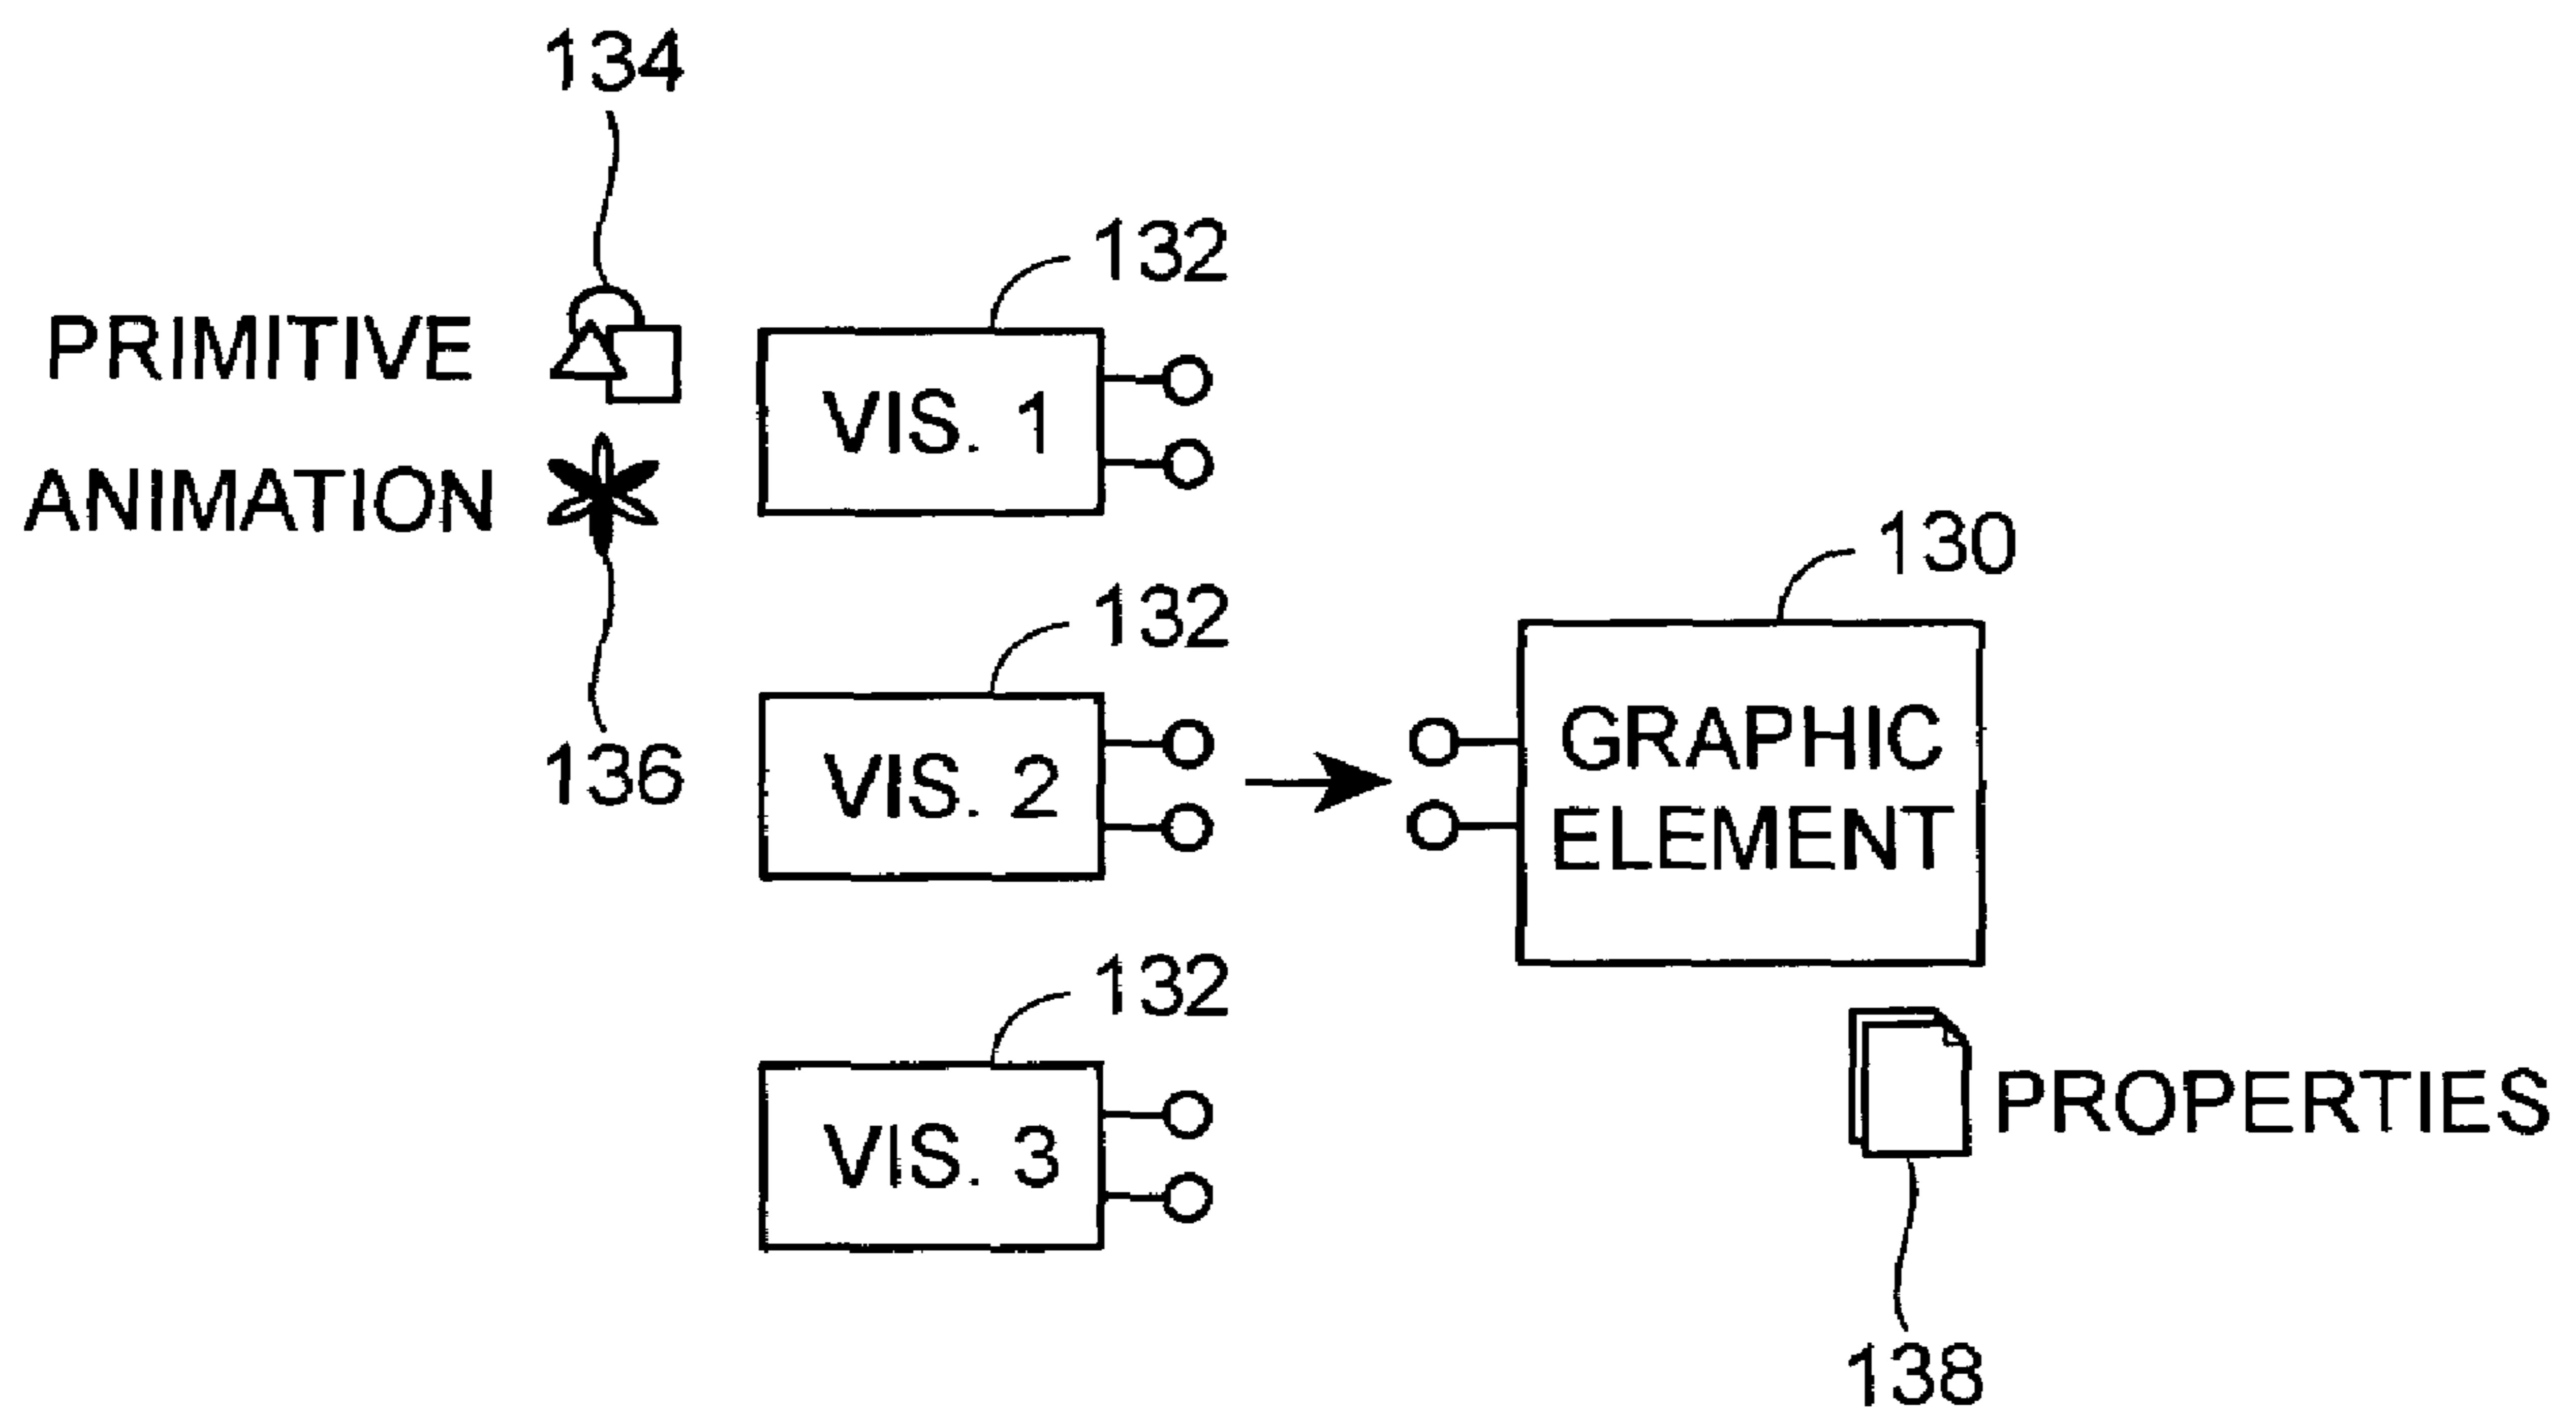 134
132
PRIMITIVE
VIS. 1
ANIMATION
130
132
GRAPHIC
136
VIS. 2
ELEMENT
132
PROPERTIES
VIS. 3
138